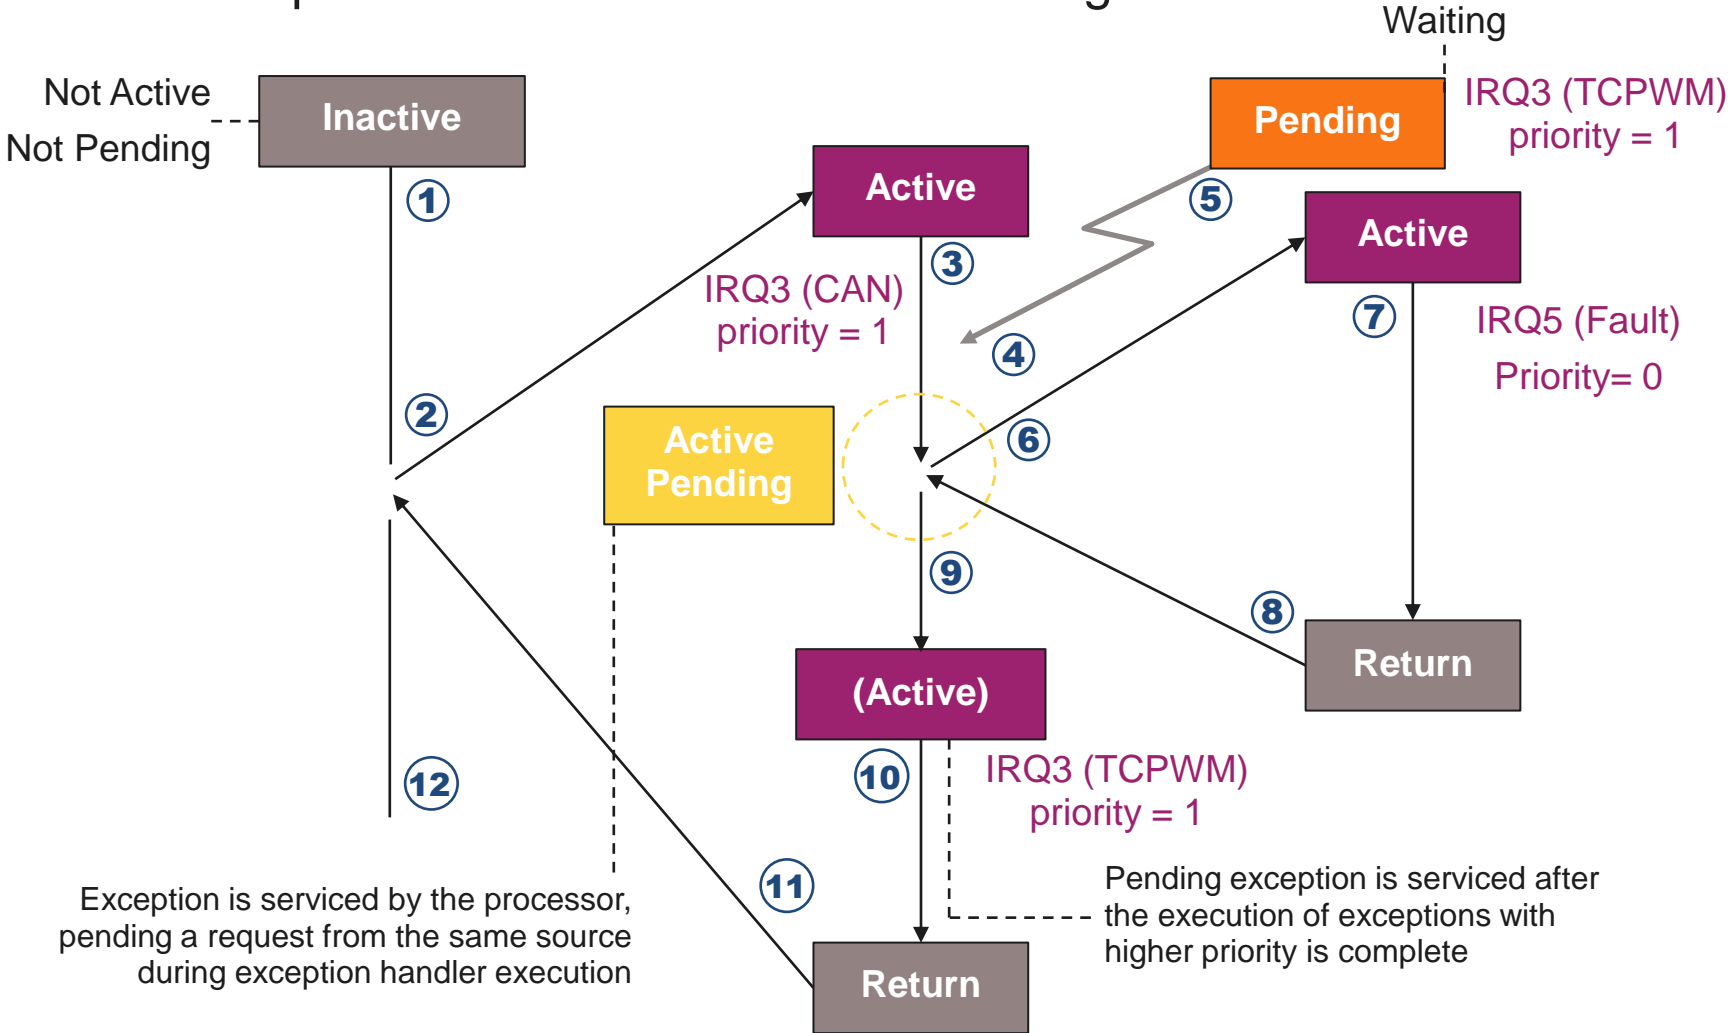 Waiting
Not Active
Not Pending
Inactive
Pending
IRQ3 (TCPWM)
priority = 1
1
Active
5
Active
3
IRQ3 (CAN)
priority = 1
7
IRQ5 (Fault)
Priority= 0
4
2
6
Active
Pending
9
8
(Active)
Return
12
10
IRQ3 (TCPWM)
priority = 1
11
Exception is serviced by the processor,
pending a request from the same source
during exception handler execution
Pending exception is serviced after
the execution of exceptions with
higher priority is complete
Return